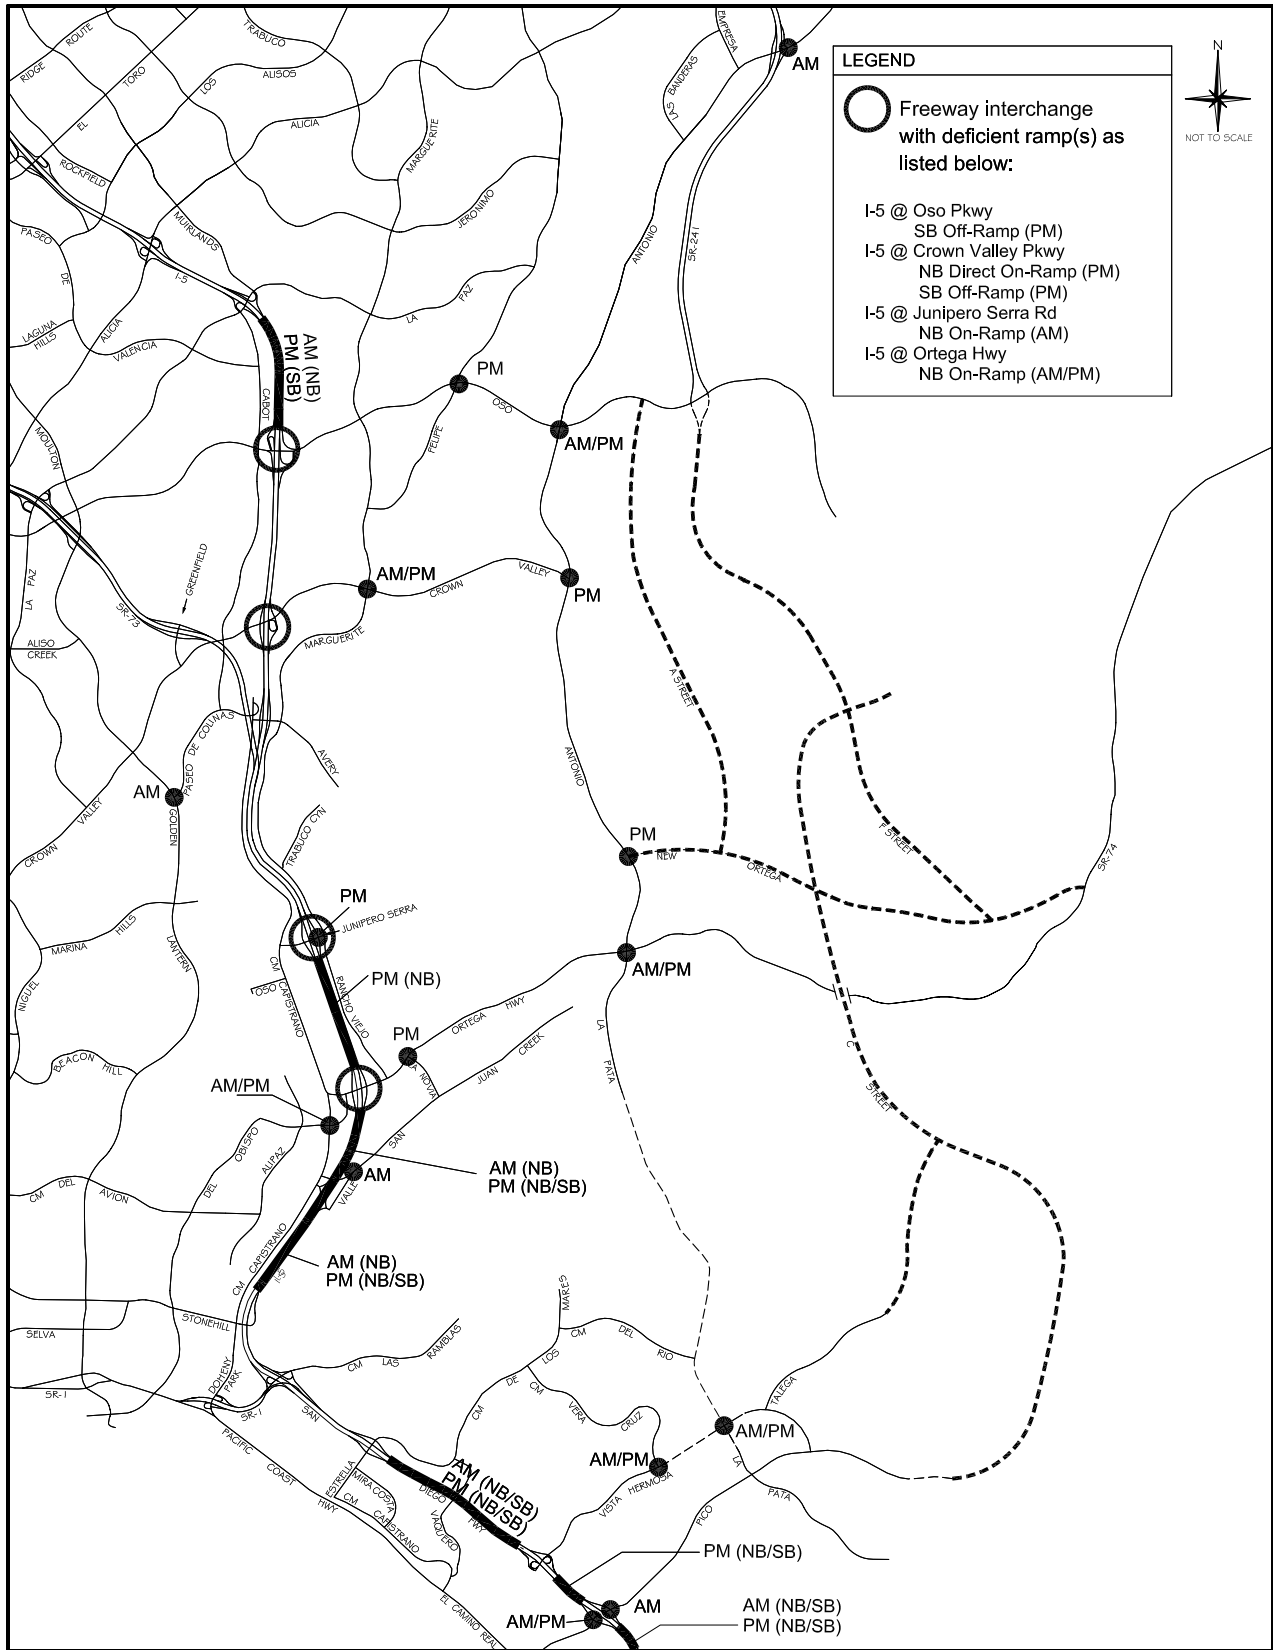 RIDGE
ROUTE
TRABUCO
EL
TORO
LOS
ALISOS
ROCKFIELD
ALICIA
MARGUERITE
JERONIMO
MUIRLANDS
PASEO
DE
VALENCIA
I-5
LAGUNA
HILLS
ALICIA
LA
PAZ
EMPRESA
LAS BANDERAS
AM
ANTONIO
SR-241
LEGEND
Freeway interchange
with deficient ramp(s) as
listed below:
I-5 @ Oso Pkwy
SB Off-Ramp (PM)
I-5 @ Crown Valley Pkwy
NB Direct On-Ramp (PM)
SB Off-Ramp (PM)
I-5 @ Junipero Serra Rd
NB On-Ramp (AM)
I-5 @ Ortega Hwy
NB On-Ramp (AM/PM)
N
NOT TO SCALE
AM (NB)
PM (SB)
CABOT
MOULTON
PM
OSO
FELIPE
AM/PM
GREENFIELD
LA PAZ
SR-73
ALISO
CREEK
AM/PM
CROWN
VALLEY
PM
MARGUERITE
A STREET
PASEO DE COLINAS
AVERY
ANTONIO
AM
GOLDEN
LANTERN
CROWN
VALLEY
TRABUCO CYN
PM
NEW
ORTEGA
F STREET
SR-74
PM
JUNIPERO SERRA
MARINA
HILLS
NIGUEL
CM
CAPISTRANO
OSO
PM (NB)
RANCHO VIEJO
AM/PM
ORTEGA
HWY
PM
LA NOVIA
SAN
JUAN
CREEK
LA
PATA
C
STREET
BEACON
HILL
AM/PM
DEL
OBISPO
ALIPAZ
AM
VALLE
AM (NB)
PM (NB/SB)
CM
DEL
AVION
CM
CAPISTRANO
I-5
AM (NB)
PM (NB/SB)
STONEHILL
SELVA
SR-1
DOHENY
PARK
SR-1
CM
LAS
RAMBLAS
SAN
DIEGO
FWY
PACIFIC
COAST
HWY
ESTRELLA
MIRA COSTA
CM
CAPISTRANO
VAQUERO
EL CAMINO REAL
CM
DE
LOS
MARES
CM
DEL
RIO
CM
VERA
CRUZ
AM (NB/SB)
PM (NB/SB)
AM/PM
VISTA
HERMOSA
AM/PM
TALEGA
LA
PATA
PICO
PM (NB/SB)
AM
AM/PM
AM (NB/SB)
PM (NB/SB)